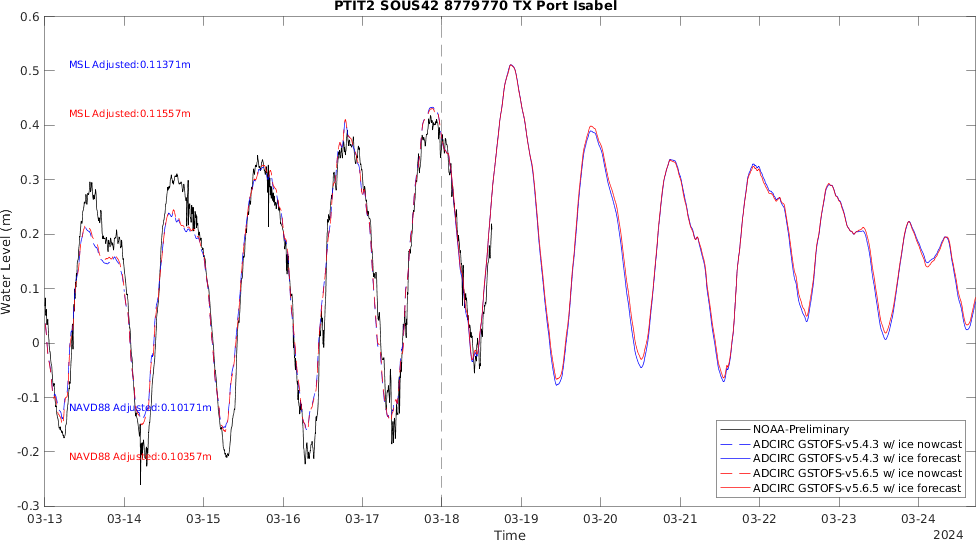 PTIT2 SOUS42 8779770 TX Port Isabel
0.6
0.5
0.4
0.3
0.2
0.1
0
-0.1
-0.2
-0.3
Water Level (m)
MSL Adjusted:0.11371m
MSL Adjusted:0.11557m
NAVD88 Adjusted:0.10171m
NAVD88 Adjusted:0.10357m
NOAA-Preliminary
ADCIRC GSTOFS-v5.4.3 w/ ice nowcast
ADCIRC GSTOFS-v5.4.3 w/ ice forecast
ADCIRC GSTOFS-v5.6.5 w/ ice nowcast
ADCIRC GSTOFS-v5.6.5 w/ ice forecast
03-13 03-14 03-15 03-16 03-17 03-18 03-19 03-20 03-21 03-22 03-23 03-24
Time
2024